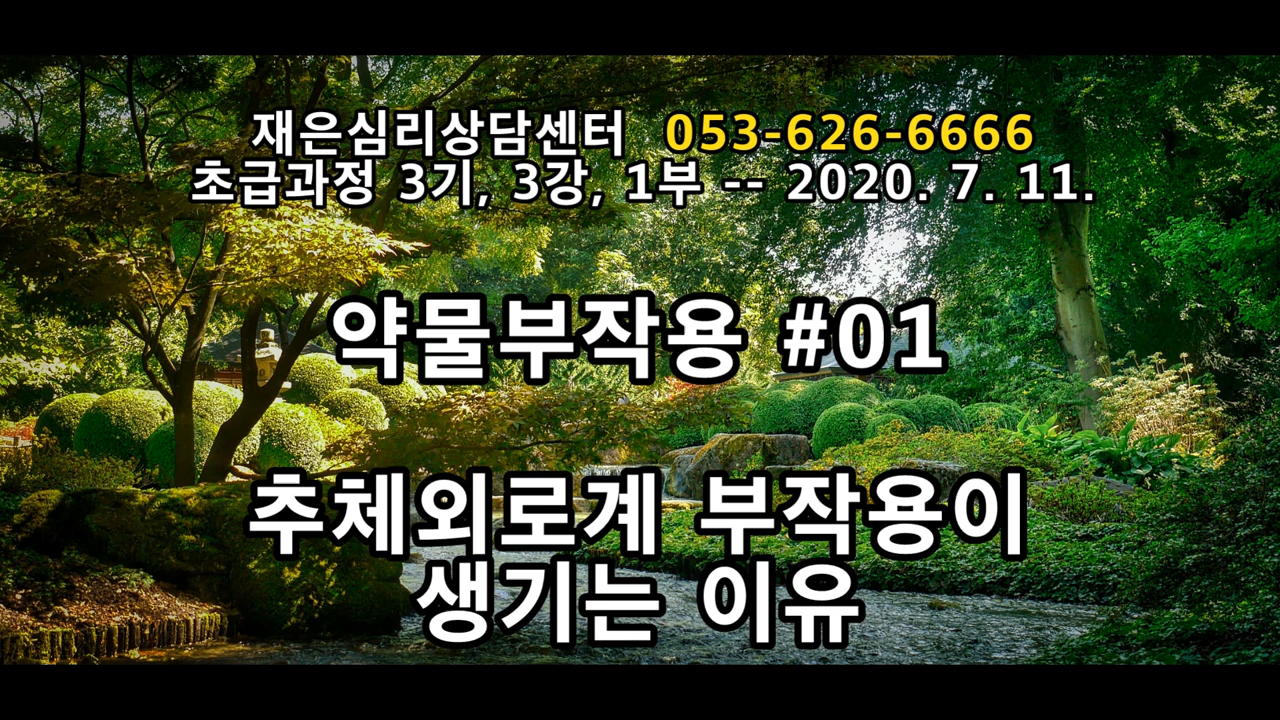 재은심리상담센터 053-626-6666
초급과정 3기, 3강, 1부 -- 2020. 7. 11.
약물부작용 #01
추체외로계 부작용이
생기는 이유